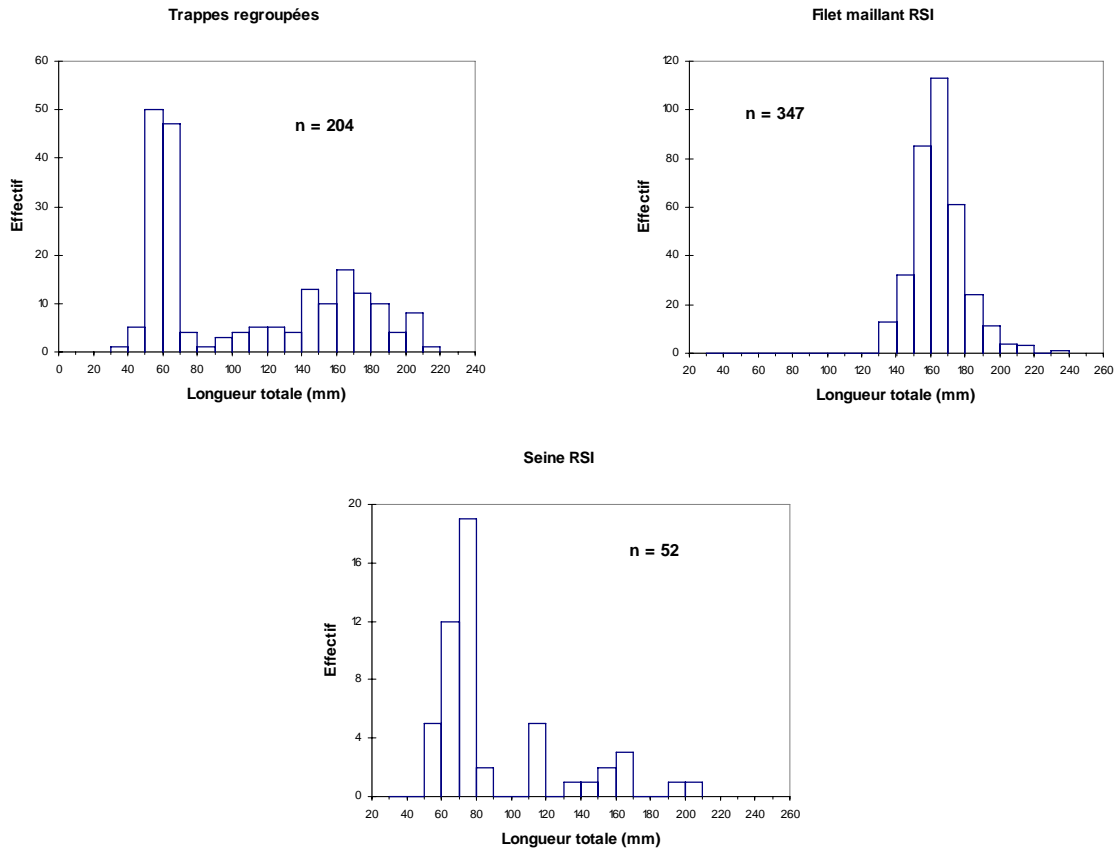 Trappes regroupées
60
50
40
30
20
10
0
Effectif
n = 204
0 20 40 60 80 100 120 140 160 180 200 220 240
Longueur totale (mm)
Filet maillant RSI
120
100
80
60
40
20
0
Effectif
n = 347
20 40 60 80 100 120 140 160 180 200 220 240 260
Longueur totale (mm)
Seine RSI
20
16
12
8
4
0
Effectif
n = 52
20 40 60 80 100 120 140 160 180 200 220 240 260
Longueur totale (mm)